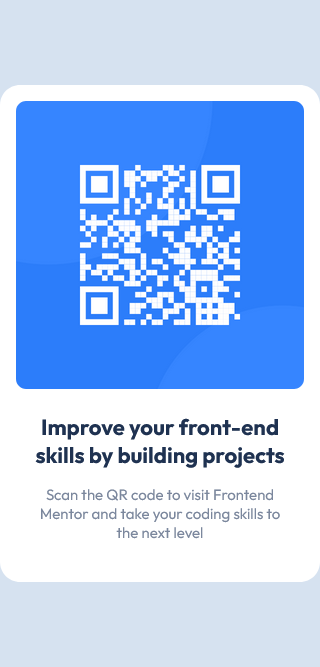 Improve your front-end
skills by building projects
Scan the QR code to visit Frontend
Mentor and take your coding skills to
the next level